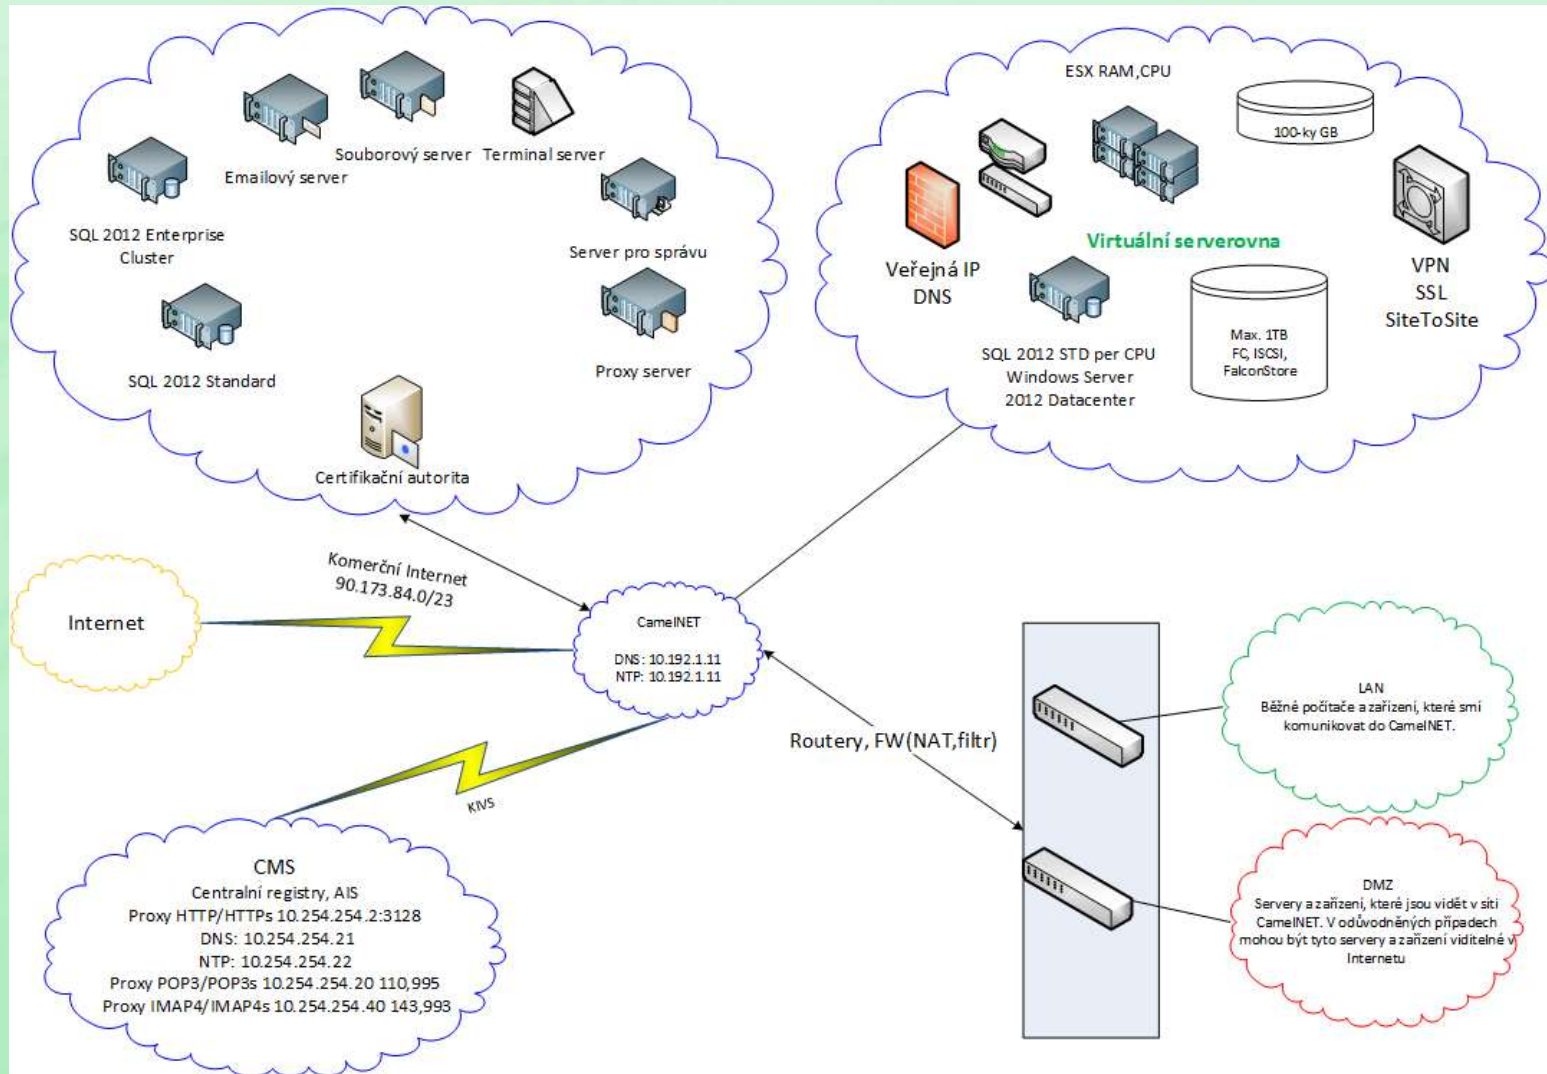 Souborový server
Terminal server
Emailový server
SQL 2012 Enterprise
Cluster
Server pro správu
SQL 2012 Standard
Proxy server
Certifikační autorita
ESX RAM,CPU
100-ky GB
Virtuální serverovna
Veřejná IP
DNS
VPN
SSL
SiteToSite
SQL 2012 STD per CPU
Windows Server
2012 Datacenter
Max. 1TB
FC, ISCSI,
FalconStore
Komerční Internet
90.173.84.0/23
Internet
CamelNET
DNS: 10.192.1.11
NTP: 10.192.1.11
Routery, FW(NAT,filtr)
LAN
Běžné počítače a zařízení, které smí
komunikovat do CamelNET.
KIVS
CMS
Centralní registry, AIS
Proxy HTTP/HTTPs 10.254.254.2:3128
DNS: 10.254.254.21
NTP: 10.254.254.22
Proxy POP3/POP3s 10.254.254.20 110,995
Proxy IMAP4/IMAP4s 10.254.254.40 143,993
DMZ
Servery a zařízení, které jsou vidět v síti
CamelNET. V odůvodněných případech
mohou být tyto servery a zařízení viditelné v
Internetu